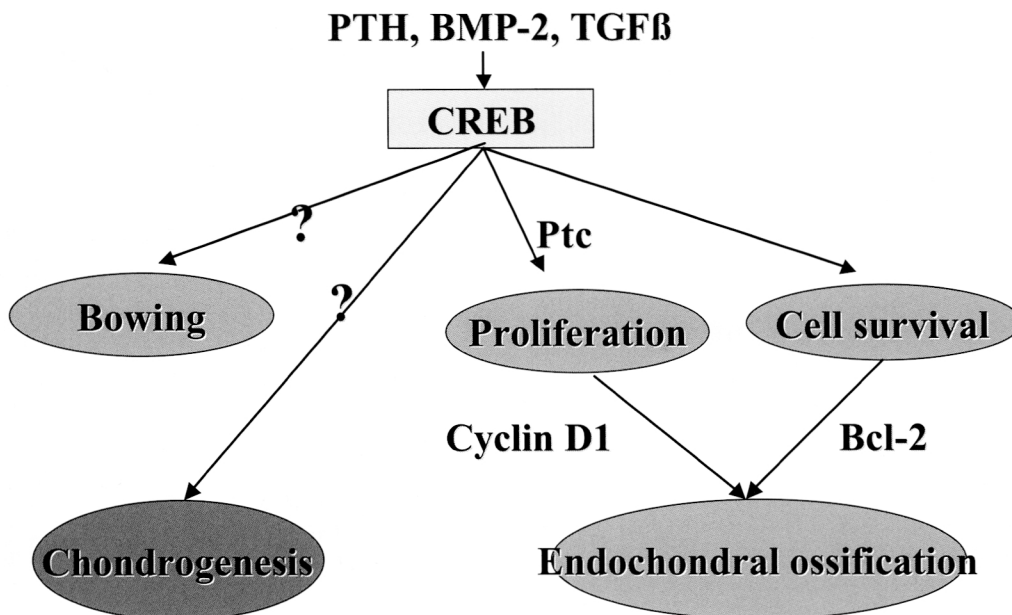 PTH, BMP-2, TGFß
CREB
?
Ptc
?
Bowing
Proliferation
Cell survival
Cyclin D1
Bcl-2
Chondrogenesis
Endochondral ossification